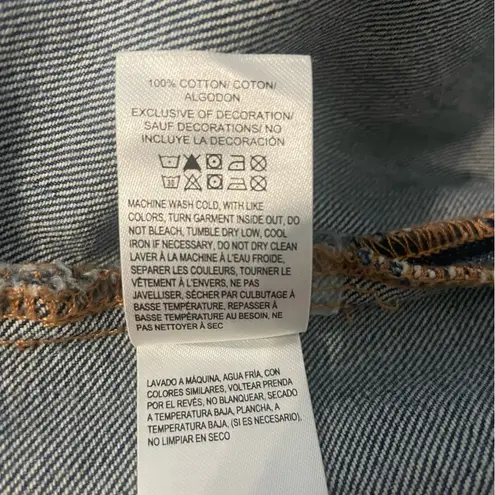 100% COTTON/ COTON/
ALGODON
EXCLUSIVE OF DECORATION/
SAUF DECORATIONS/ NO
INCLUYE LA DECORACIÓN
MACHINE WASH COLD, WITH LIKE
COLORS, TURN GARMENT INSIDE OUT, DO
NOT BLEACH, TUMBLE DRY LOW, COOL
IRON IF NECESSARY, DO NOT DRY CLEAN
LAVER À LA MACHINE À L'EAU FROIDE,
SEPARER LES COULEURS, TOURNER LE
VÊTEMENT À L'ENVERS, NE PAS
JAVELLISER, SÉCHER PAR CULBUTAGE À
BASSE TEMPÉRATURE, REPASSER À
BASSE TEMPÉRATURE AU BESOIN, NE
PAS NETTOYER À SEC
LAVADO A MÁQUINA, AGUA FRÍA, CON
COLORES SIMILARES, VOLTEAR PRENDA
POR EL REVÉS, NO BLANQUEAR, SECADO
A TEMPERATURA BAJA, PLANCHA, A
TEMPERATURA BAJA, (SI ES NECESARIO),
NO LIMPIAR EN SECO